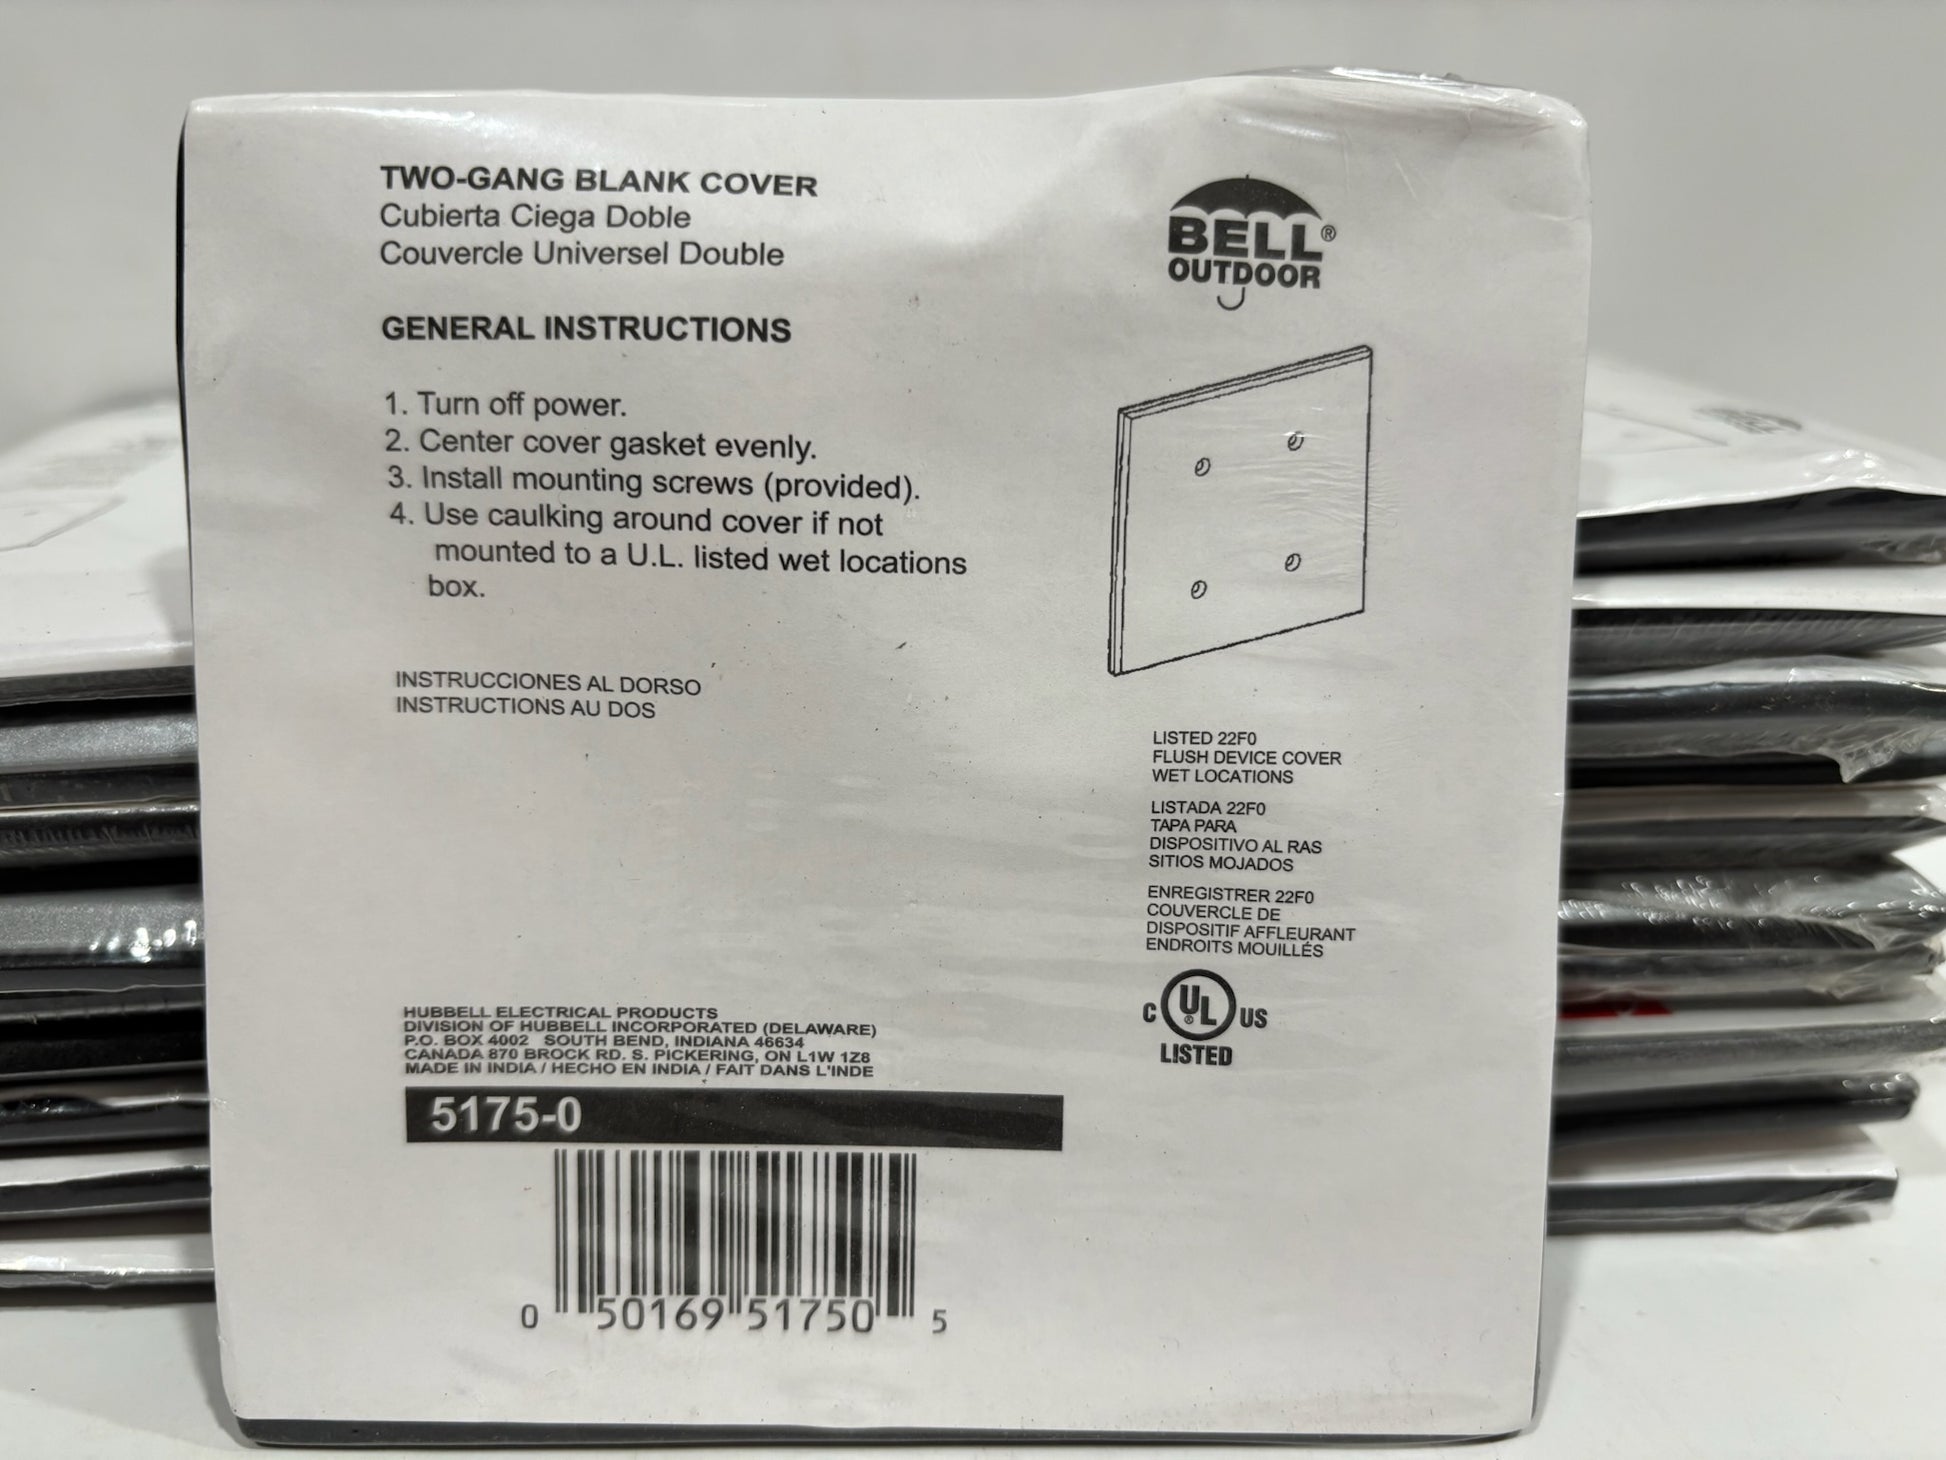 TWO-GANG BLANK COVER
Cubierta Ciega Doble
Couvercle Universel Double
GENERAL INSTRUCTIONS
1. Turn off power.
2. Center cover gasket evenly.
3. Install mounting screws (provided).
4. Use caulking around cover if not
mounted to a U.L. listed wet locations
box.
INSTRUCCIONES AL DORSO
INSTRUCTIONS AU DOS
BELL®
OUTDOOR
LISTED 22F0
FLUSH DEVICE COVER
WET LOCATIONS
LISTADA 22F0
TAPA PARA
DISPOSITIVO AL RAS
SITIOS MOJADOS
ENREGISTRER 22F0
COUVERCLE DE
DISPOSITIF AFFLEURANT
ENDROITS MOUILLÉS
C UL® US
LISTED
HUBBELL ELECTRICAL PRODUCTS
DIVISION OF HUBBELL INCORPORATED (DELAWARE)
P.O. BOX 4002 SOUTH BEND, INDIANA 46634
CANADA 870 BROCK RD. S. PICKERING, ON L1W 1Z8
MADE IN INDIA / HECHO EN INDIA / FAIT DANS L'INDE
5175-0
0 50169 51750 5